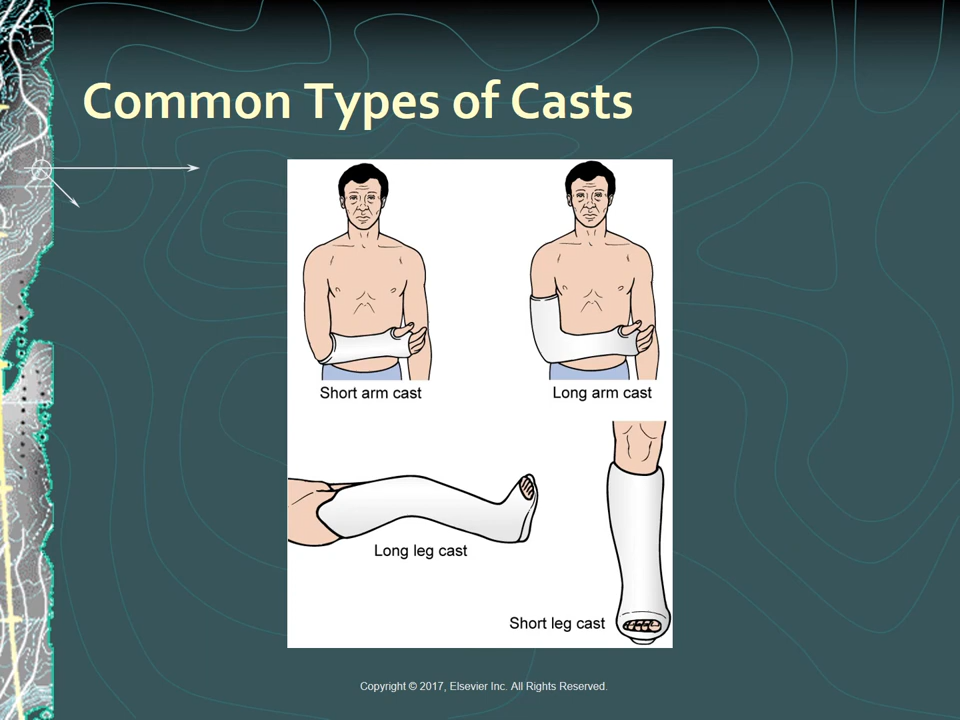 Common Types of Casts
Short arm cast
Long arm cast
Long leg cast
Short leg cast
Copyright © 2017, Elsevier Inc. All Rights Reserved.